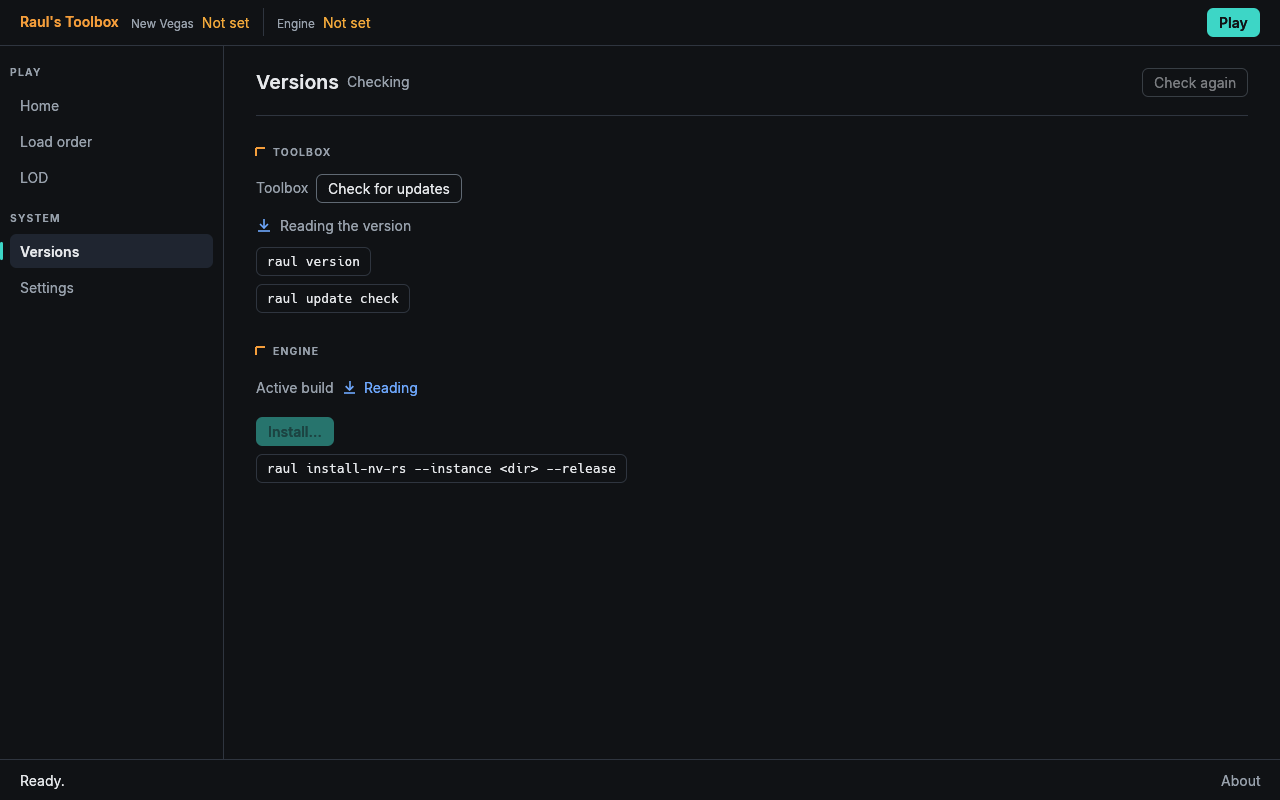 Raul's Toolbox New Vegas Not set Engine Not set Play
PLAY
Home
Load order
LOD
SYSTEM
Versions
Settings
Versions Checking Check again
TOOLBOX
Toolbox Check for updates
Reading the version
raul version
raul update check
ENGINE
Active build Reading
Install...
raul install-nv-rs --instance <dir> --release
Ready. About